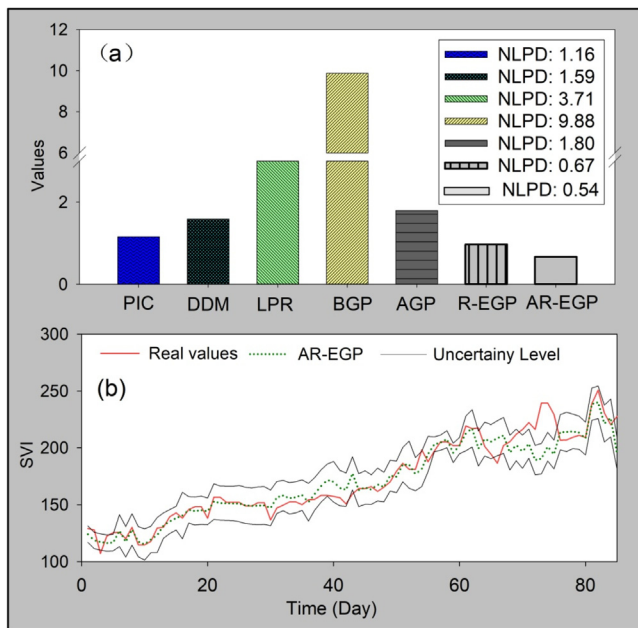 (a)
12
10
8
6
2
0
Values
NLPD: 1.16
NLPD: 1.59
NLPD: 3.71
NLPD: 9.88
NLPD: 1.80
NLPD: 0.67
NLPD: 0.54
PIC DDM LPR BGP AGP R-EGP AR-EGP
300
250
200
150
100
SVI
Real values AR-EGP Uncertainy Level
(b)
0 20 40 60 80
Time (Day)